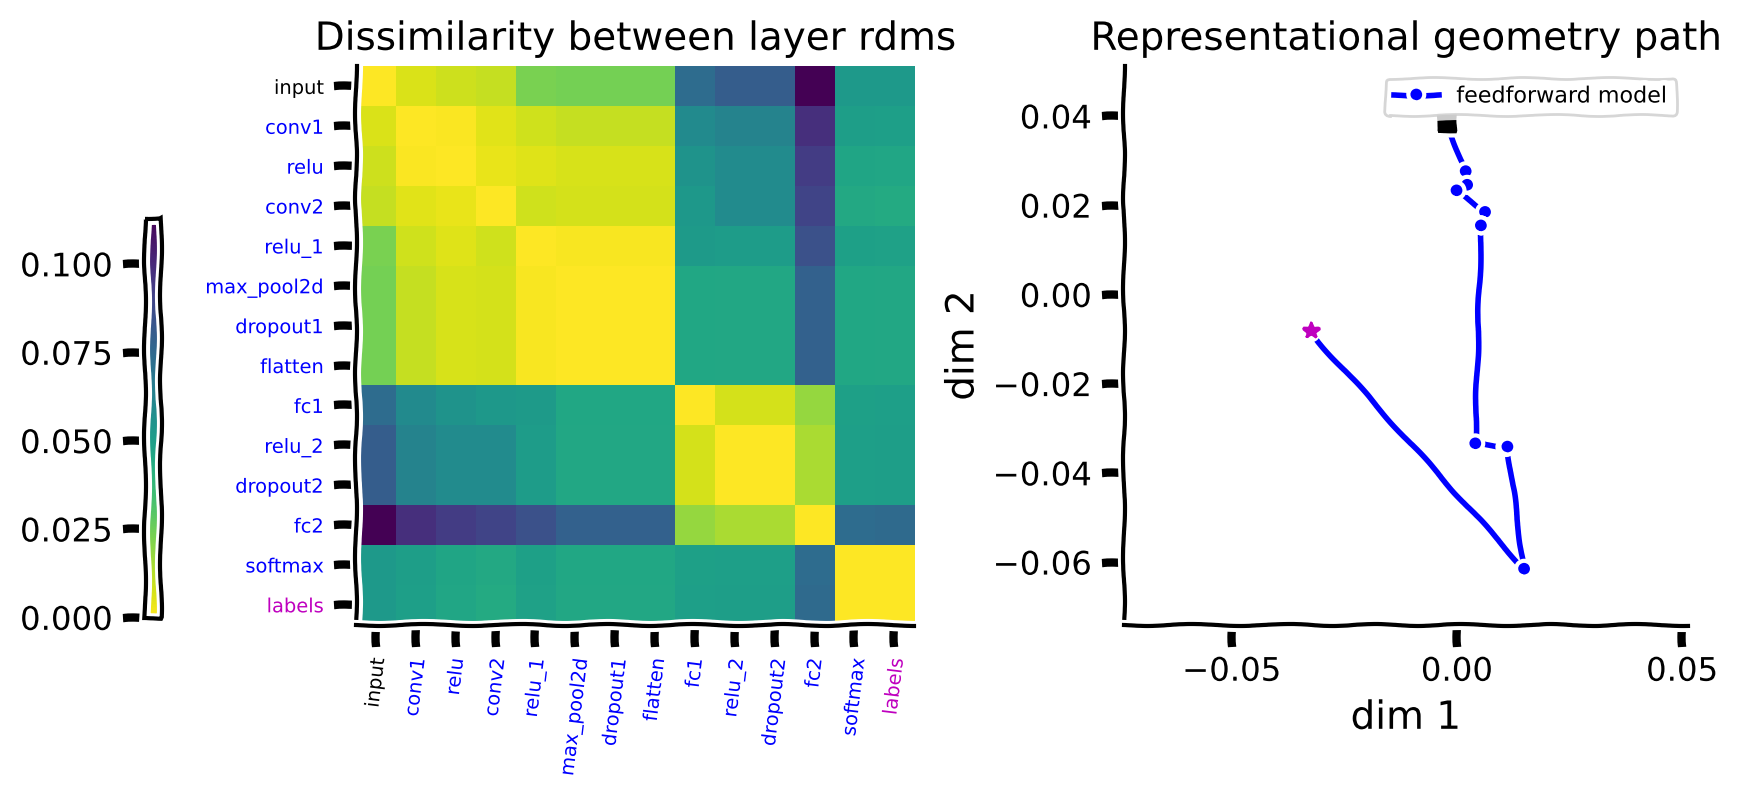 Dissimilarity between layer rdms
input
conv1
relu
conv2
relu_1
max_pool2d
dropout1
flatten
fc1
relu_2
dropout2
fc2
softmax
labels
input
conv1
relu
conv2
relu_1
max_pool2d
dropout1
flatten
fc1
relu_2
dropout2
fc2
softmax
labels
0.100
0.075
0.050
0.025
0.000
Representational geometry path
feedforward model
dim 2
0.04
0.02
0.00
−0.02
−0.04
−0.06
−0.05
0.00
0.05
dim 1